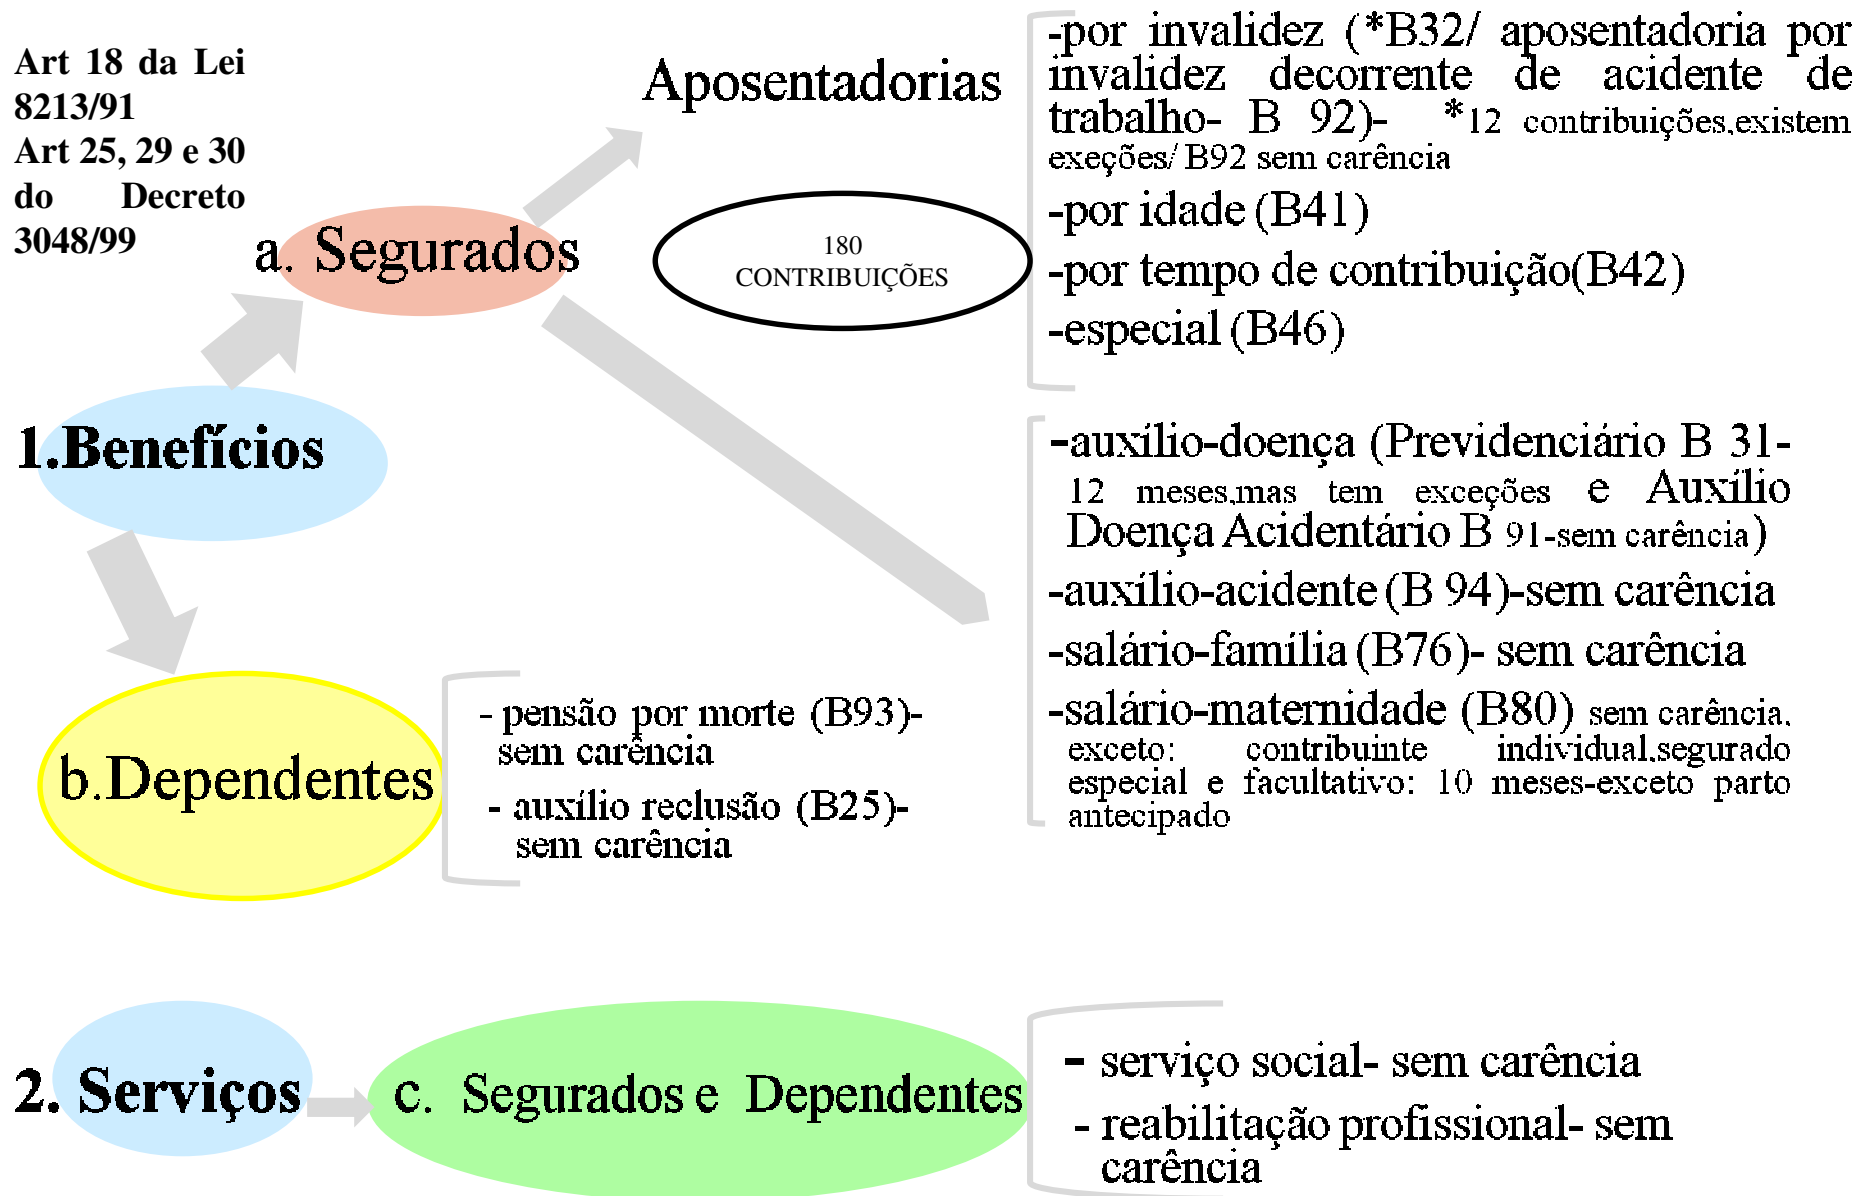 Art 18 da Lei
8213/91
Art 25, 29 e 30
do Decreto
3048/99
a. Segurados
Aposentadorias
180
CONTRIBUIÇÕES
-por invalidez (*B32/ aposentadoria por
invalidez decorrente de acidente de
trabalho- B 92)- *12 contribuições,existem
exeções/ B92 sem carência
-por idade (B41)
-por tempo de contribuição(B42)
-especial (B46)
1.Benefícios
-auxílio-doença (Previdenciário B 31-
12 meses,mas tem exceções e Auxílio
Doença Acidentário B 91-sem carência)
-auxílio-acidente (B 94)-sem carência
-salário-família (B76)- sem carência
-salário-maternidade (B80) sem carência,
exceto: contribuinte individual,segurado
especial e facultativo: 10 meses-exceto parto
antecipado
b.Dependentes
- pensão por morte (B93)-
sem carência
- auxílio reclusão (B25)-
sem carência
2. Serviços
c. Segurados e Dependentes
- serviço social- sem carência
- reabilitação profissional- sem
carência